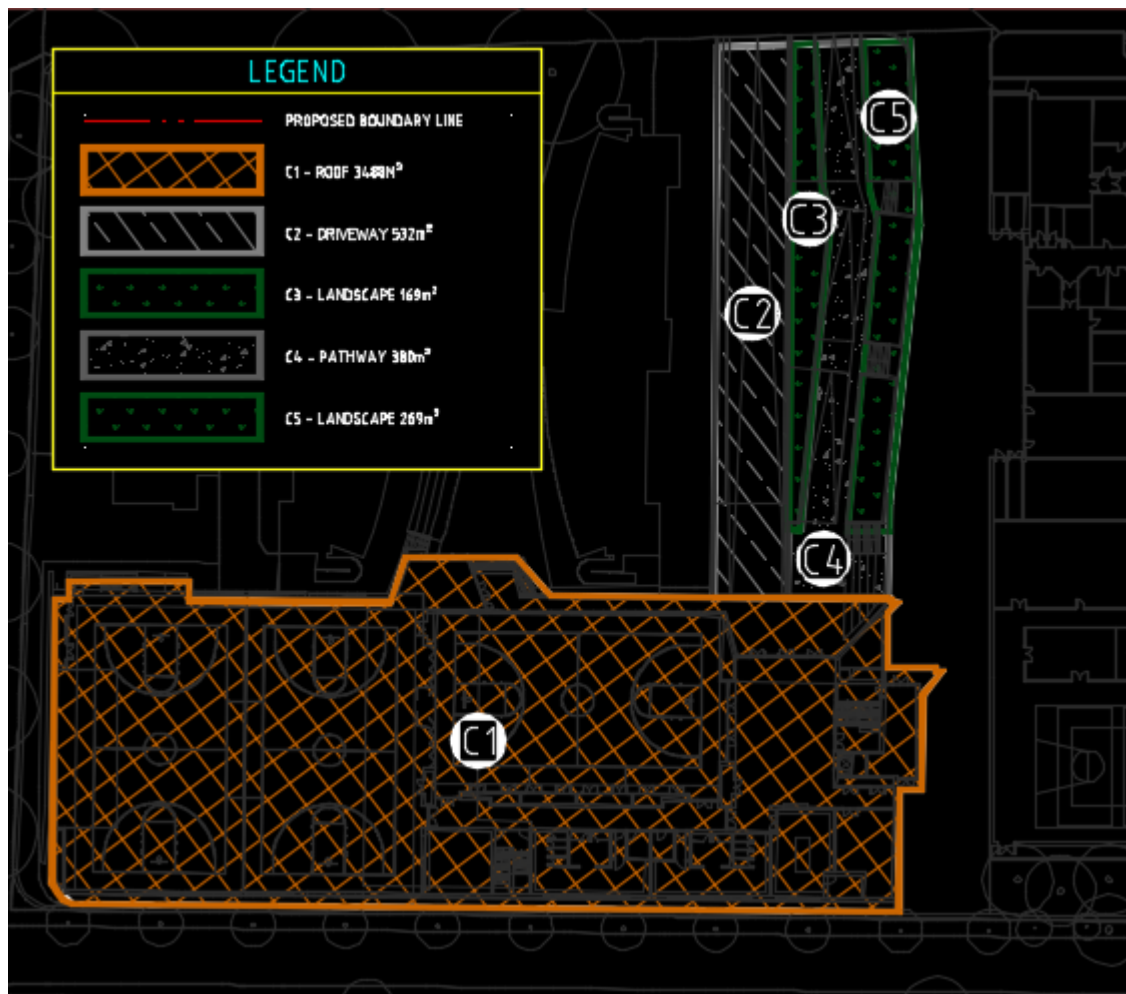 LEGEND
PROPOSED BOUNDARY LINE
C1 - ROOF 3488M²
C2 - DRIVEWAY 532m²
C3 - LANDSCAPE 169m²
C4 - PATHWAY 380m²
C5 - LANDSCAPE 269m²
C5
C3
C2
C4
C1